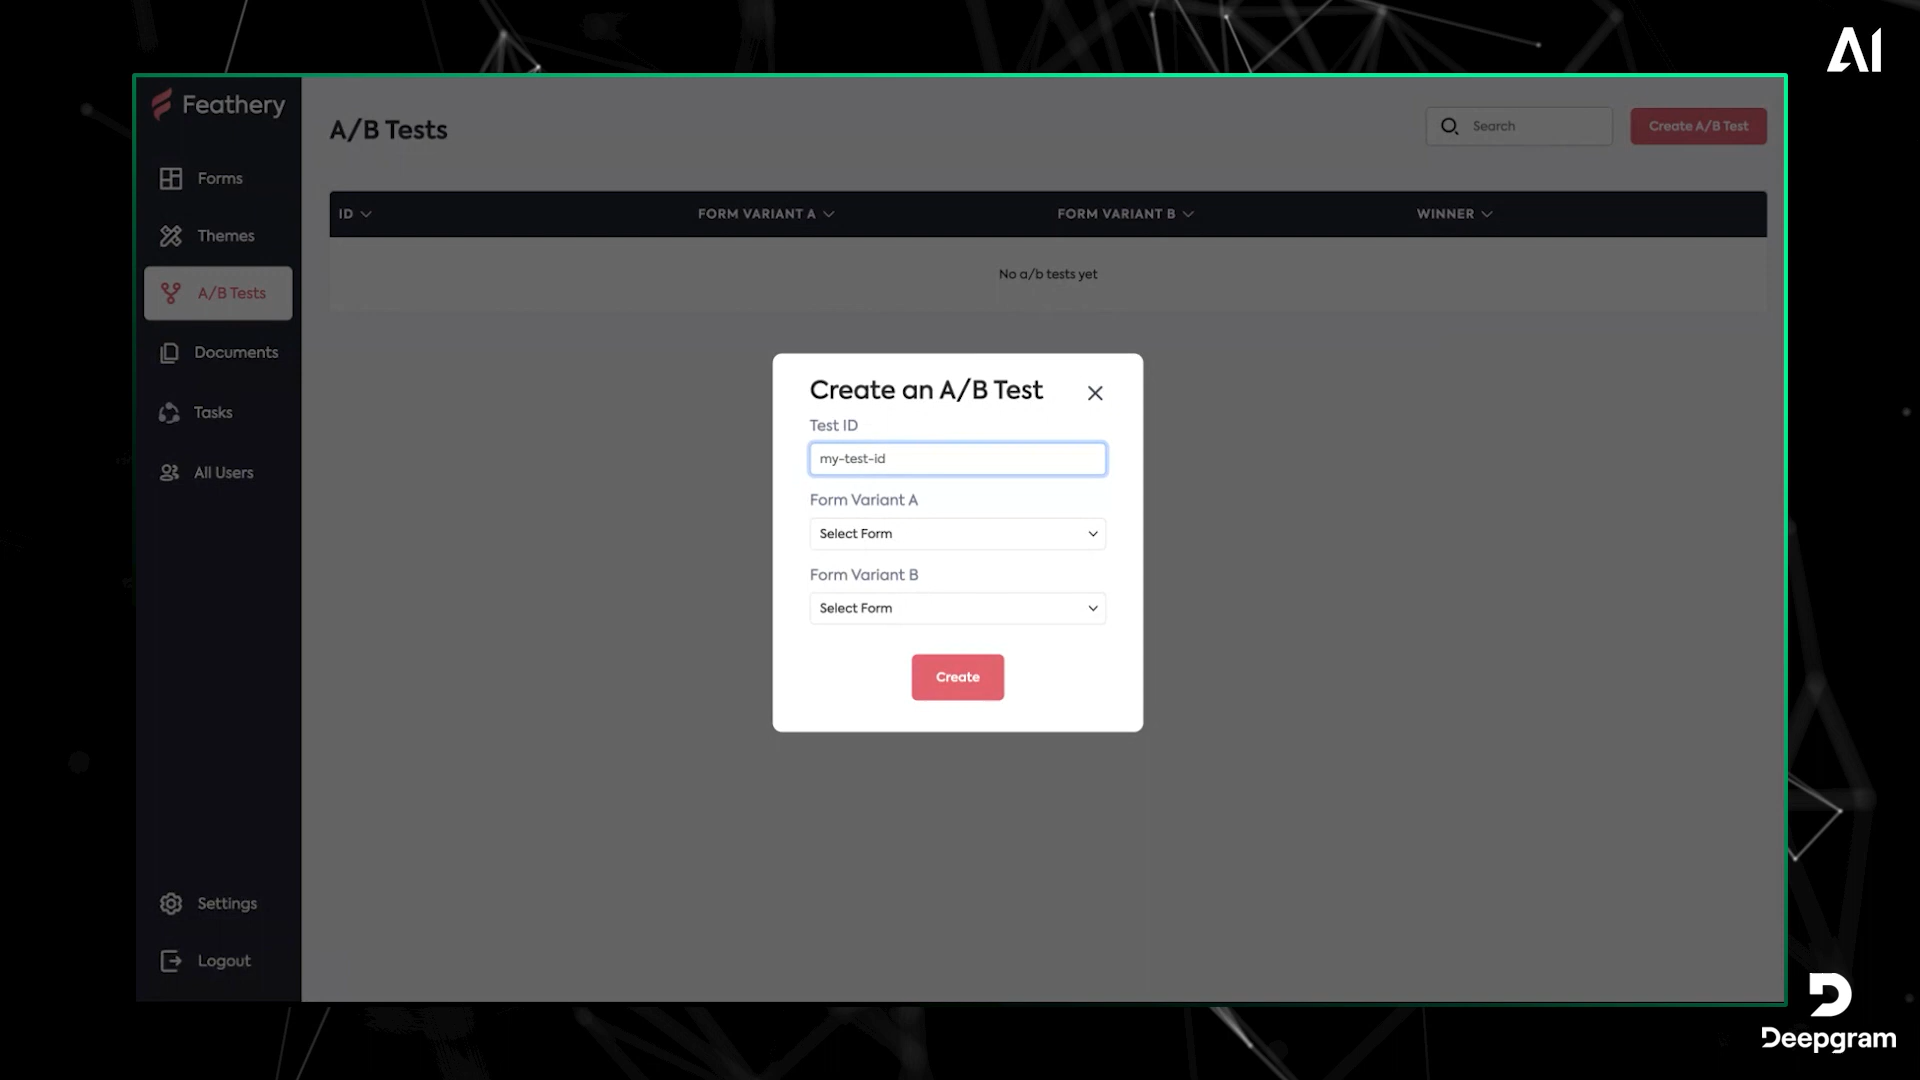 AI
Feathery
Forms
Themes
A/B Tests
Documents
Tasks
All Users
Settings
Logout
A/B Tests
Search
Create A/B Test
ID
FORM VARIANT A
FORM VARIANT B
WINNER
No a/b tests yet
Create an A/B Test
Test ID
my-test-id
Form Variant A
Select Form
Form Variant B
Select Form
Create
Deepgram